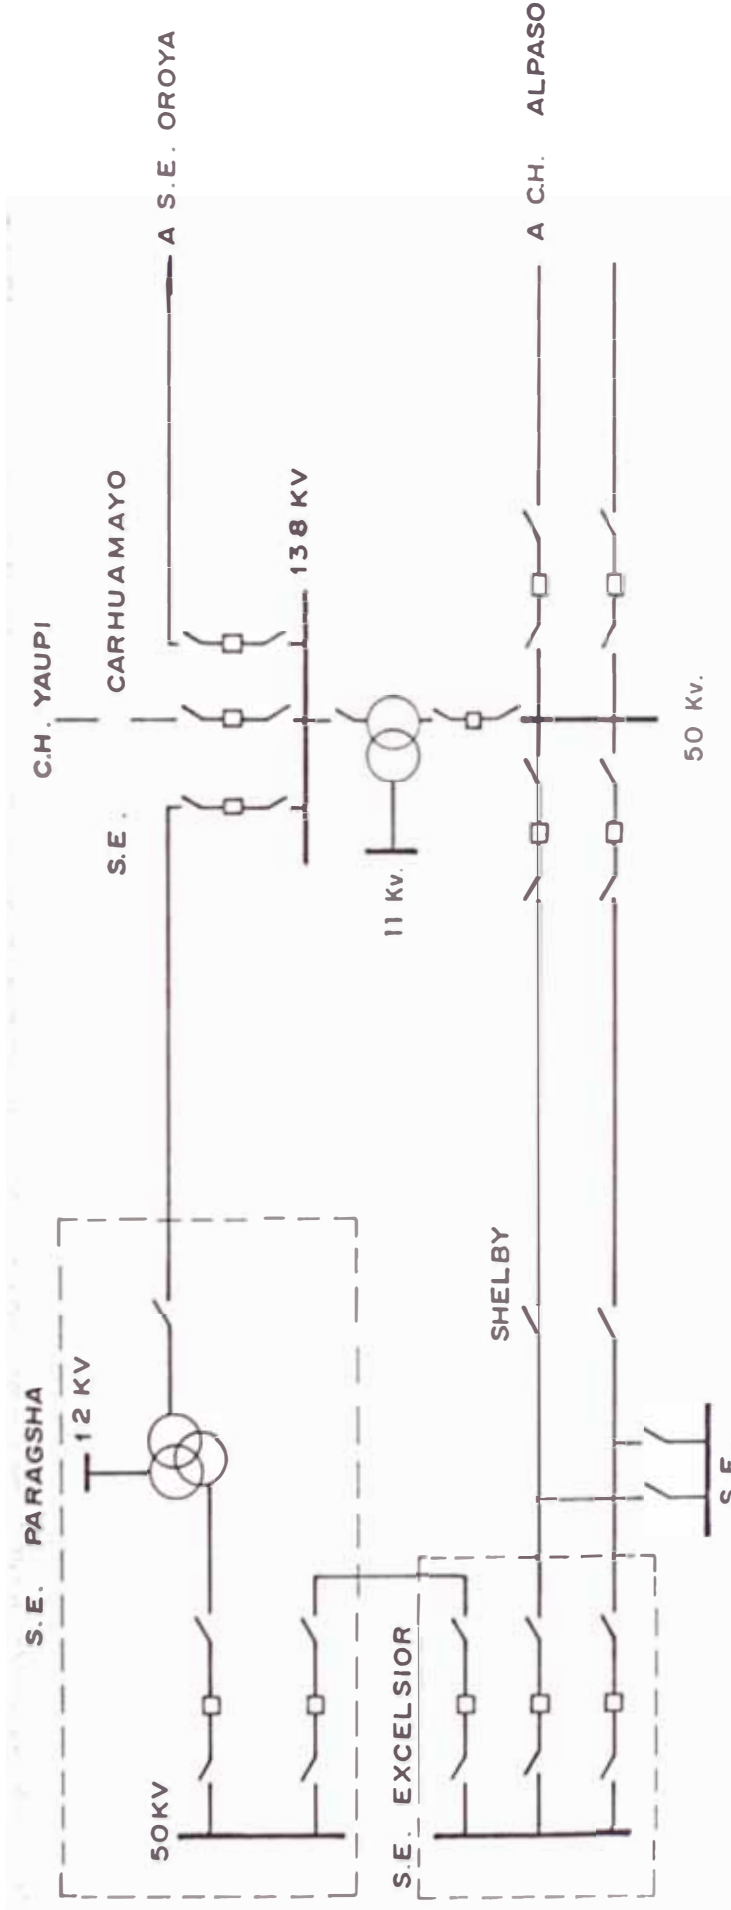 S.E. PARAGSHA
12 KV
50KV
S.E. EXCELSIOR
SHELBY
S.E.
C.H. YAUPI
S.E. CARHUAMAYO
138 KV
11 Kv.
50 Kv.
A S.E. OROYA
A C.H. ALPASO